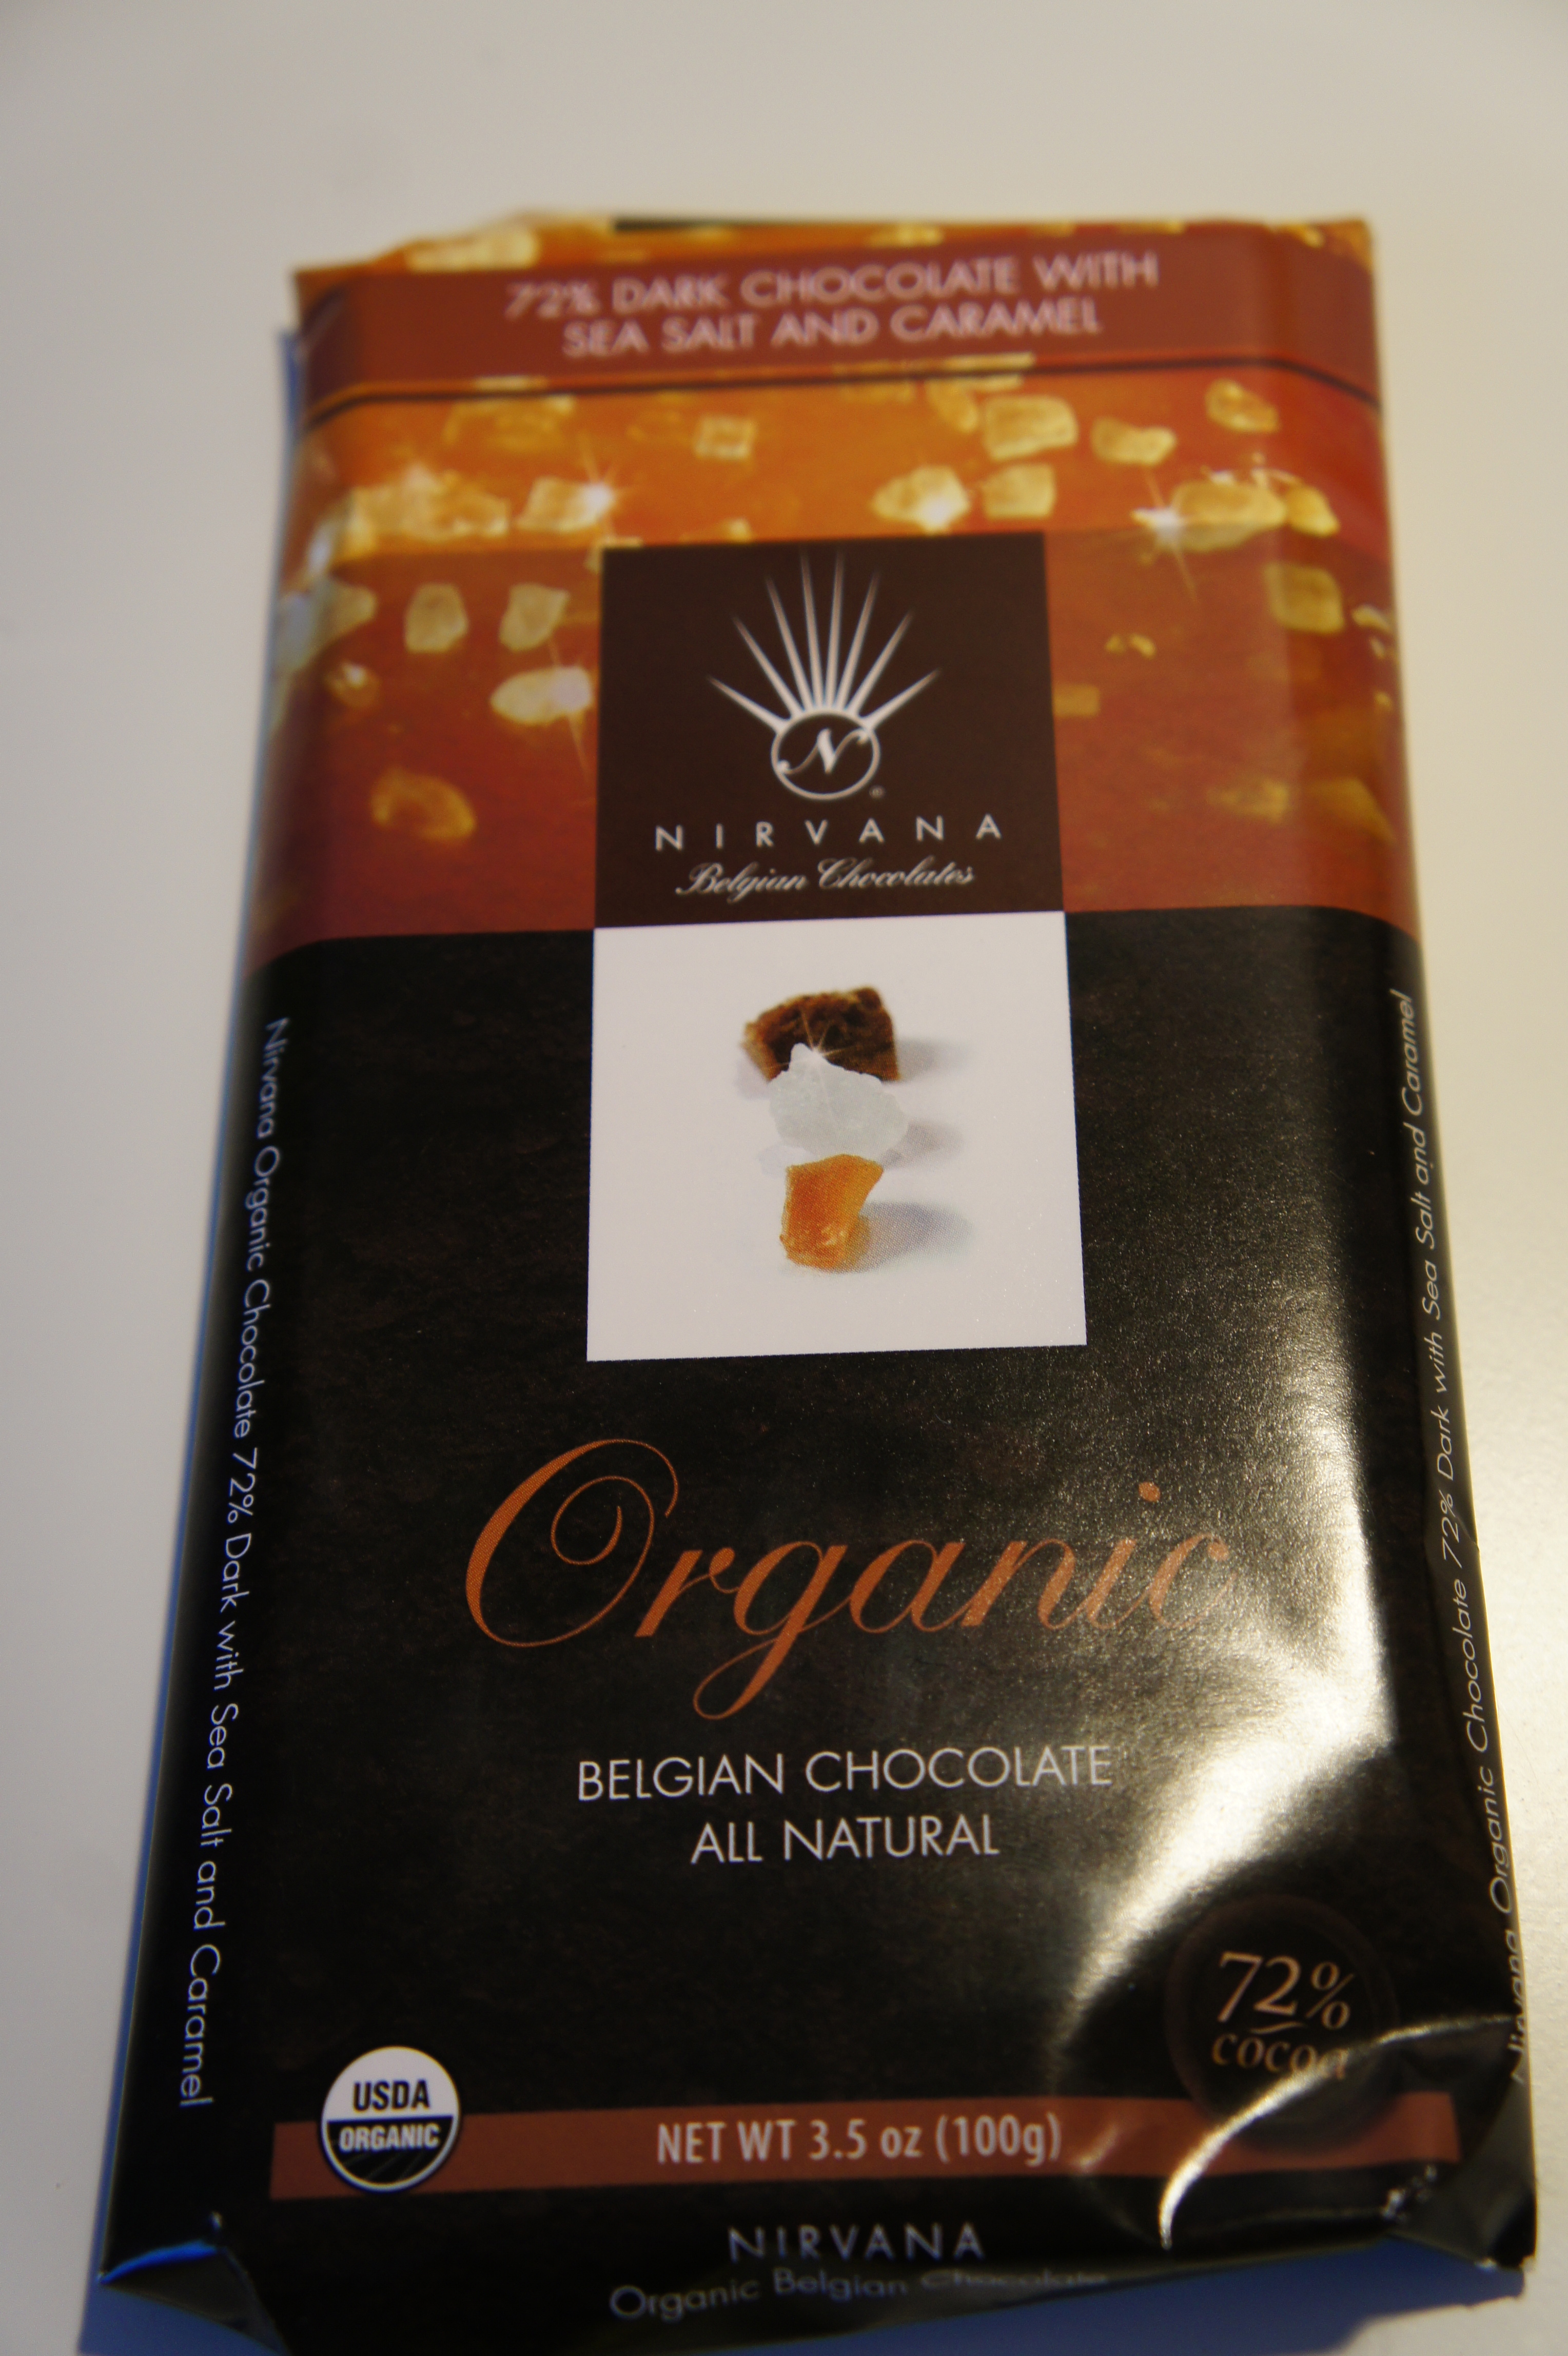 72% DARK CHOCOLATE WITH
SEA SALT AND CARAMEL
N
NIRVANA
Belgian Chocolates
Nirvana Organic Chocolate 72% Dark with Sea Salt and Caramel
Nirvana Organic Chocolate 72% Dark with Sea Salt and Caramel
Organic
BELGIAN CHOCOLATE
ALL NATURAL
72%
cocoa
USDA
ORGANIC
NET WT 3.5 oz (100g)
NIRVANA
Organic Belgian Chocolate